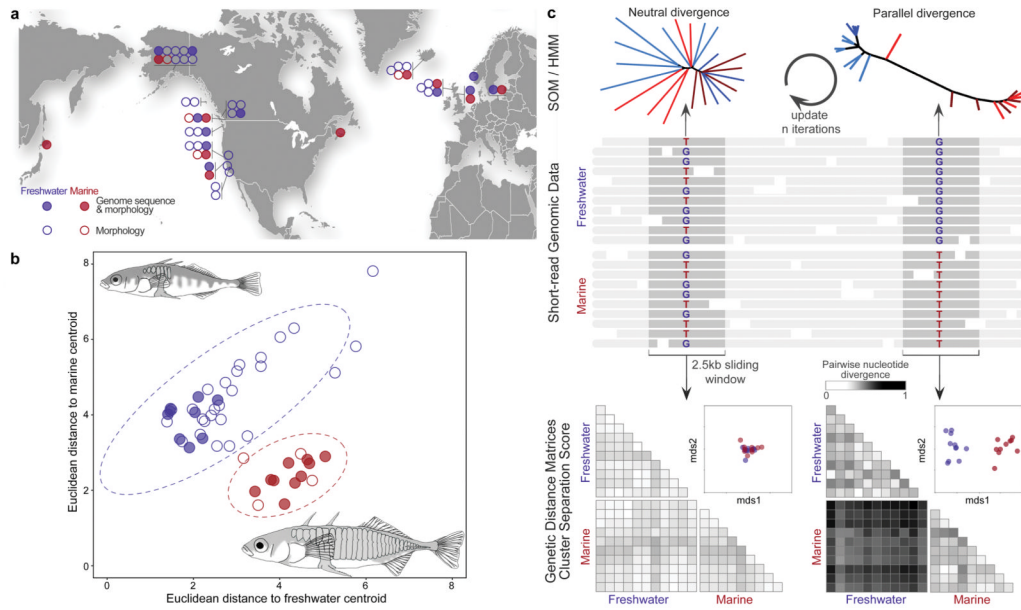 a
Freshwater Marine
Genome sequence
& morphology
Morphology
b
8
6
4
2
0
0 2 4 6 8
Euclidean distance to marine centroid
Euclidean distance to freshwater centroid
c
SOM / HMM
Neutral divergence
Parallel divergence
update
n iterations
Short-read Genomic Data
Freshwater
Marine
T G
G G
G G
T G
T G
G G
G G
G G
G G
T G
G G
G T
T T
T T
G T
G T
T T
G T
T T
T T
G T
2.5kb sliding
window
Pairwise nucleotide
divergence
0 1
Genetic Distance Matrices
Cluster Separation Score
Freshwater
Marine
mds2
mds1
Freshwater
Marine
Freshwater
Marine
mds2
mds1
Freshwater
Marine